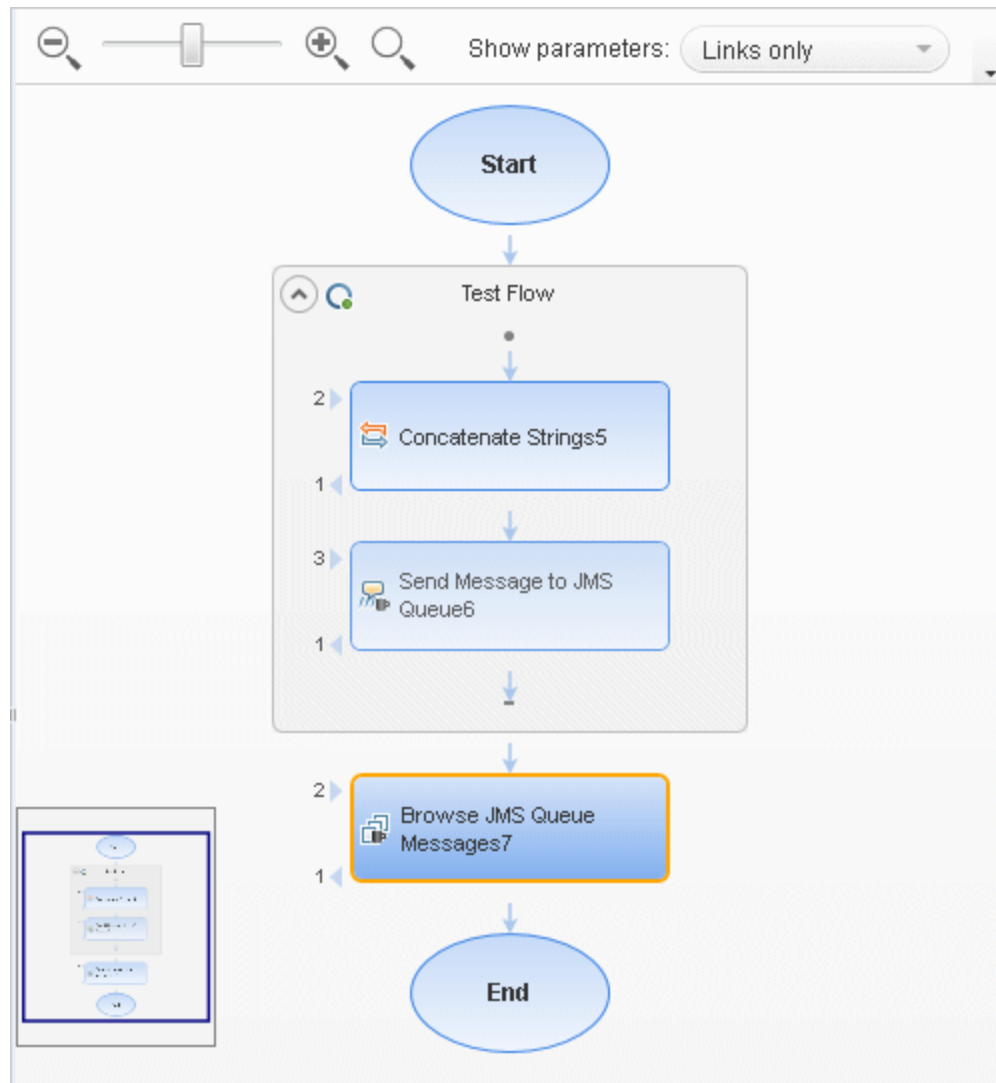 Show parameters: Links only
Start
Test Flow
2
Concatenate Strings5
1
3
Send Message to JMS
Queue6
1
2
Browse JMS Queue
Messages7
1
End